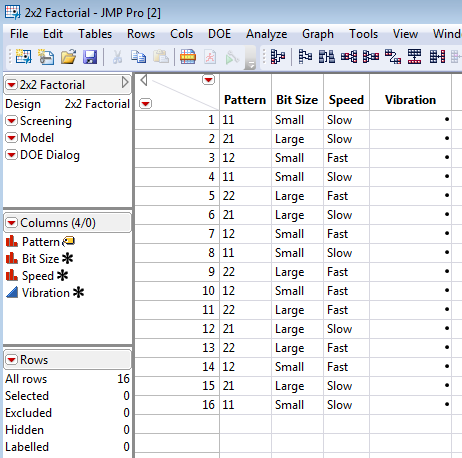 2x2 Factorial - JMP Pro [2]
File Edit Tables Rows Cols DOE Analyze Graph Tools View Wind
2x2 Factorial
Design 2x2 Factorial
Screening
Model
DOE Dialog
Columns (4/0)
Pattern
Bit Size
Speed
Vibration
Rows
All rows 16
Selected 0
Excluded 0
Hidden 0
Labelled 0
Pattern Bit Size Speed Vibration
1 11 Small Slow •
2 21 Large Slow •
3 12 Small Fast •
4 11 Small Slow •
5 22 Large Fast •
6 21 Large Slow •
7 12 Small Fast •
8 11 Small Slow •
9 22 Large Fast •
10 12 Small Fast •
11 22 Large Fast •
12 21 Large Slow •
13 22 Large Fast •
14 12 Small Fast •
15 21 Large Slow •
16 11 Small Slow •